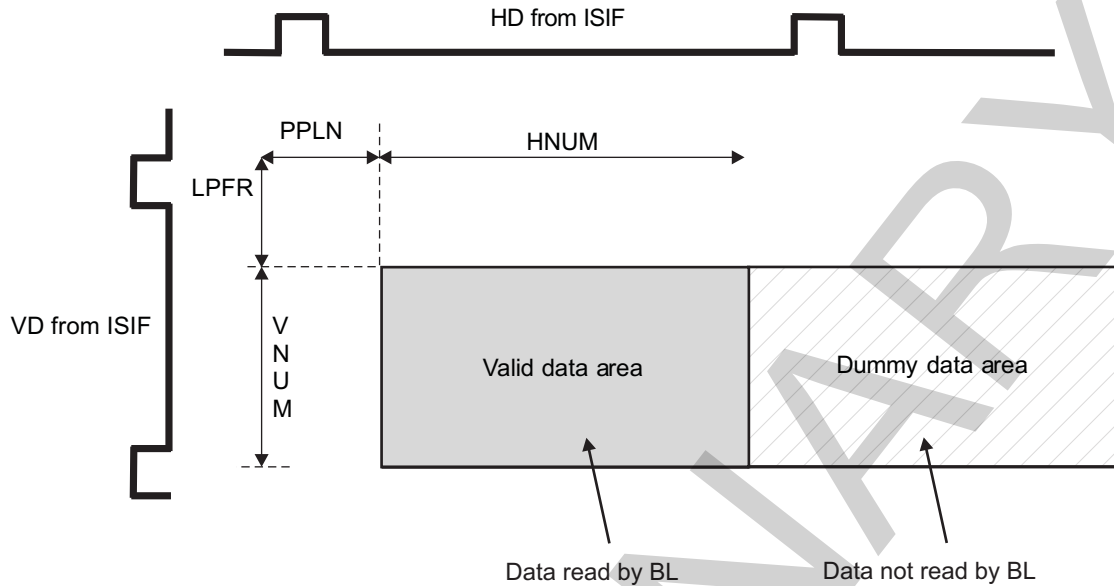 HD from ISIF
PPLN
HNUM
LPFR
VD from ISIF
V
N
U
M
Valid data area
Dummy data area
Data read by BL
Data not read by BL